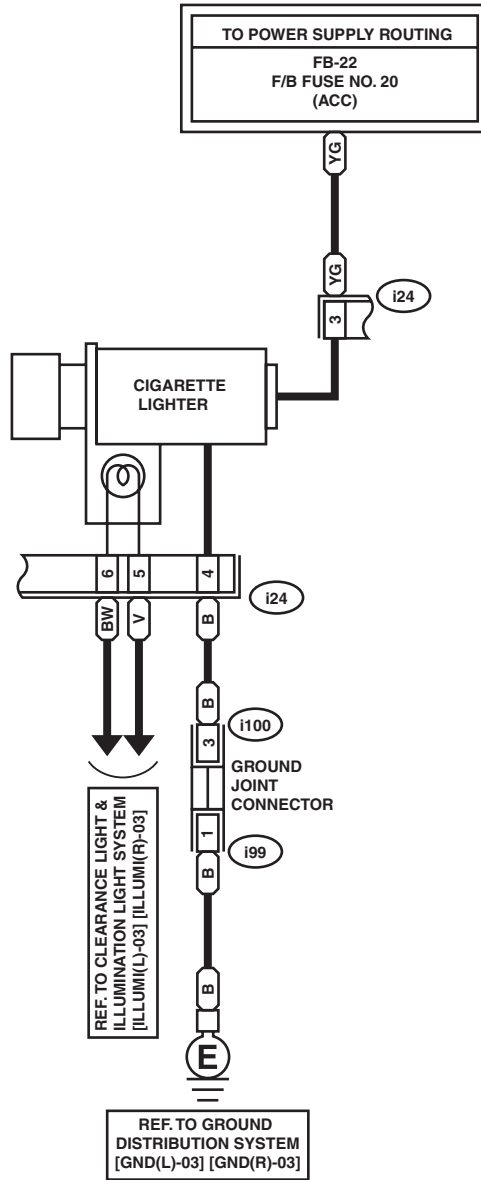 TO POWER SUPPLY ROUTING
FB-22
F/B FUSE NO. 20
(ACC)
YG
YG
i24
3
CIGARETTE
LIGHTER
6
5
4
i24
BW
V
B
B
i100
3
GROUND
JOINT
CONNECTOR
1
i99
B
REF. TO CLEARANCE LIGHT &
ILLUMINATION LIGHT SYSTEM
[ILLUMI(L)-03] [ILLUMI(R)-03]
B
E
REF. TO GROUND
DISTRIBUTION SYSTEM
[GND(L)-03] [GND(R)-03]